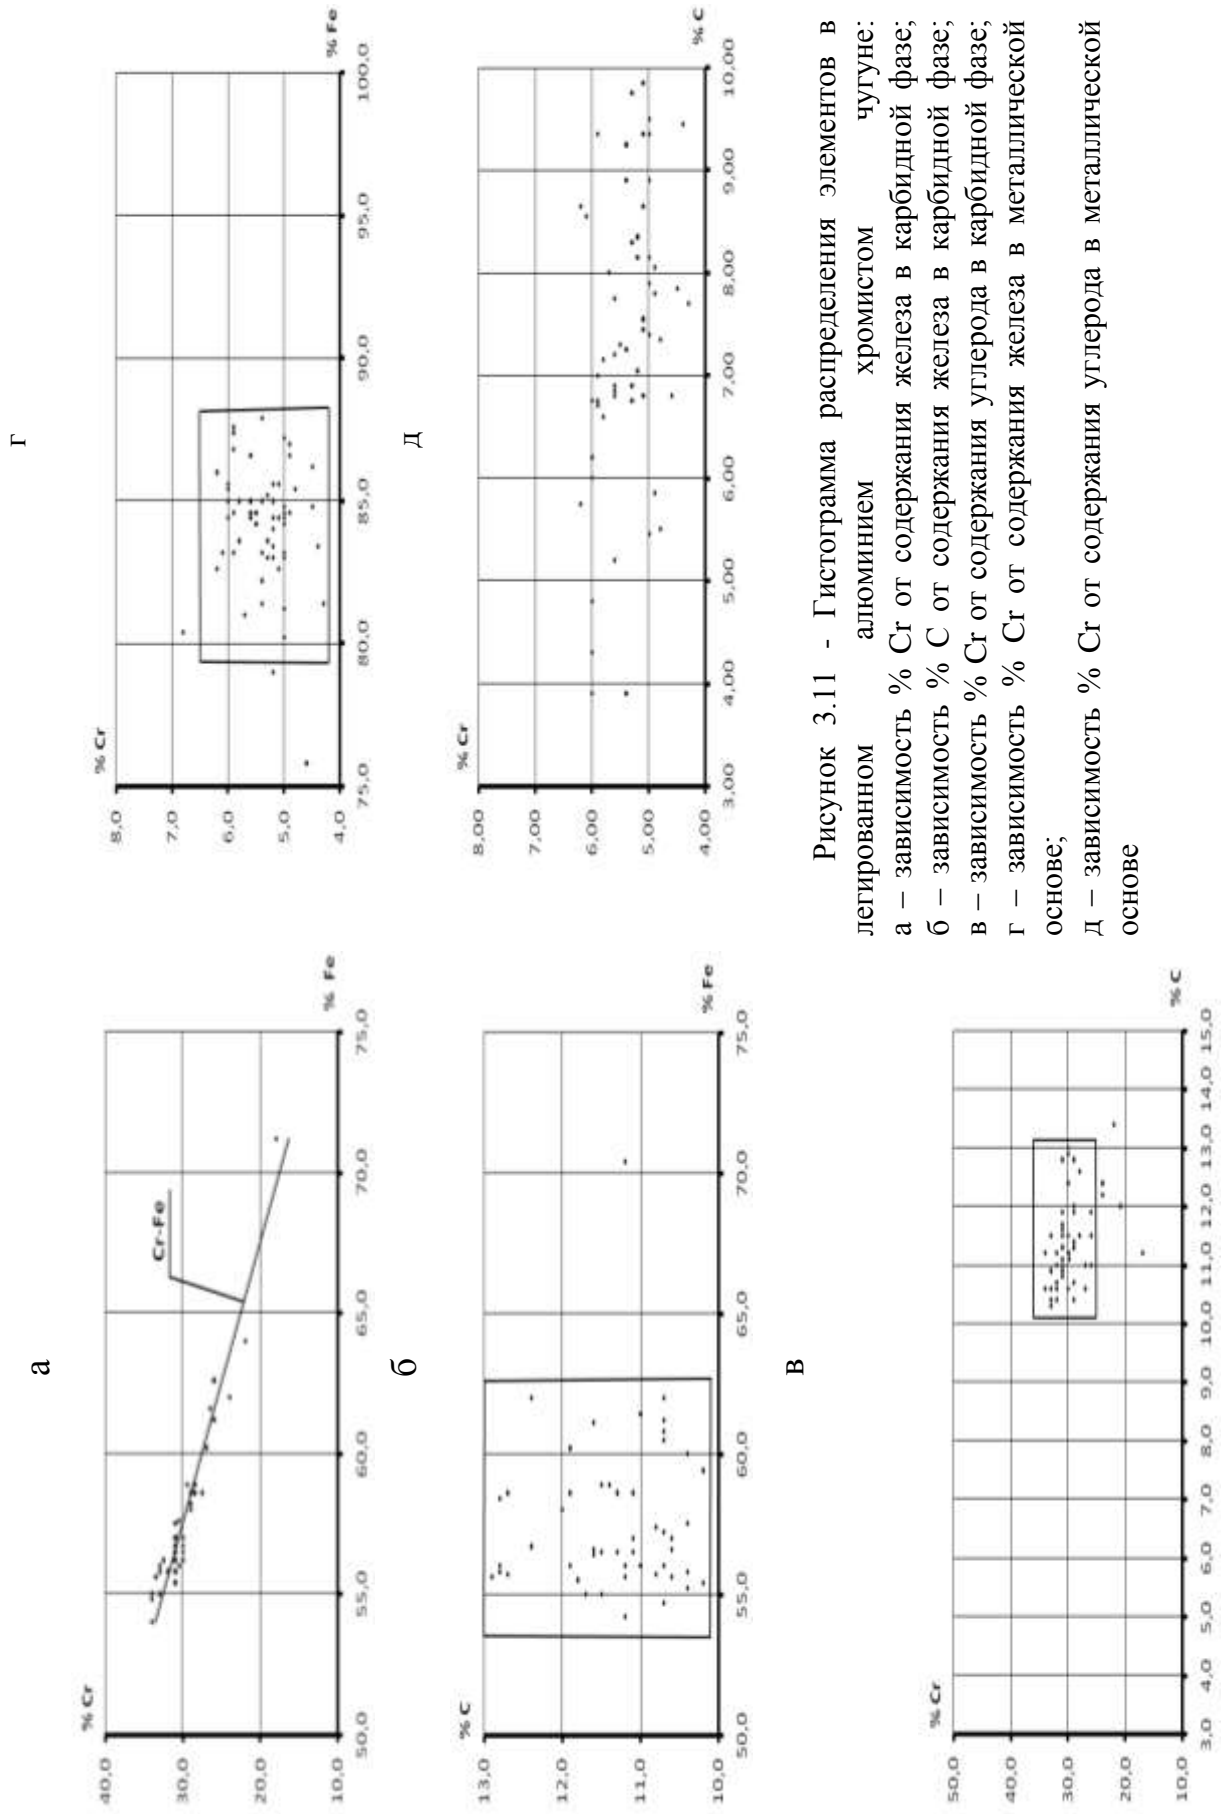 а
% Cr
40,0
30,0
20,0
10,0
50,0 55,0 60,0 65,0 70,0 75,0
% Fe
Cr-Fe
б
% C
13,0
12,0
11,0
10,0
50,0 55,0 60,0 65,0 70,0 75,0
% Fe
в
% Cr
50,0
40,0
30,0
20,0
10,0
3,0 4,0 5,0 6,0 7,0 8,0 9,0 10,0 11,0 12,0 13,0 14,0 15,0
% C
г
% Cr
8,0
7,0
6,0
5,0
4,0
75,0 80,0 85,0 90,0 95,0 100,0
% Fe
д
% Cr
8,00
7,00
6,00
5,00
4,00
3,00 4,00 5,00 6,00 7,00 8,00 9,00 10,00
% C
Рисунок 3.11 - Гистограмма распределения элементов в
легированном алюминием хромистом чугуне:
а – зависимость % Cr от содержания железа в карбидной фазе;
б – зависимость % C от содержания железа в карбидной фазе;
в – зависимость % Cr от содержания углерода в карбидной фазе;
г – зависимость % Cr от содержания железа в металлической
основе;
д – зависимость % Cr от содержания углерода в металлической
основе